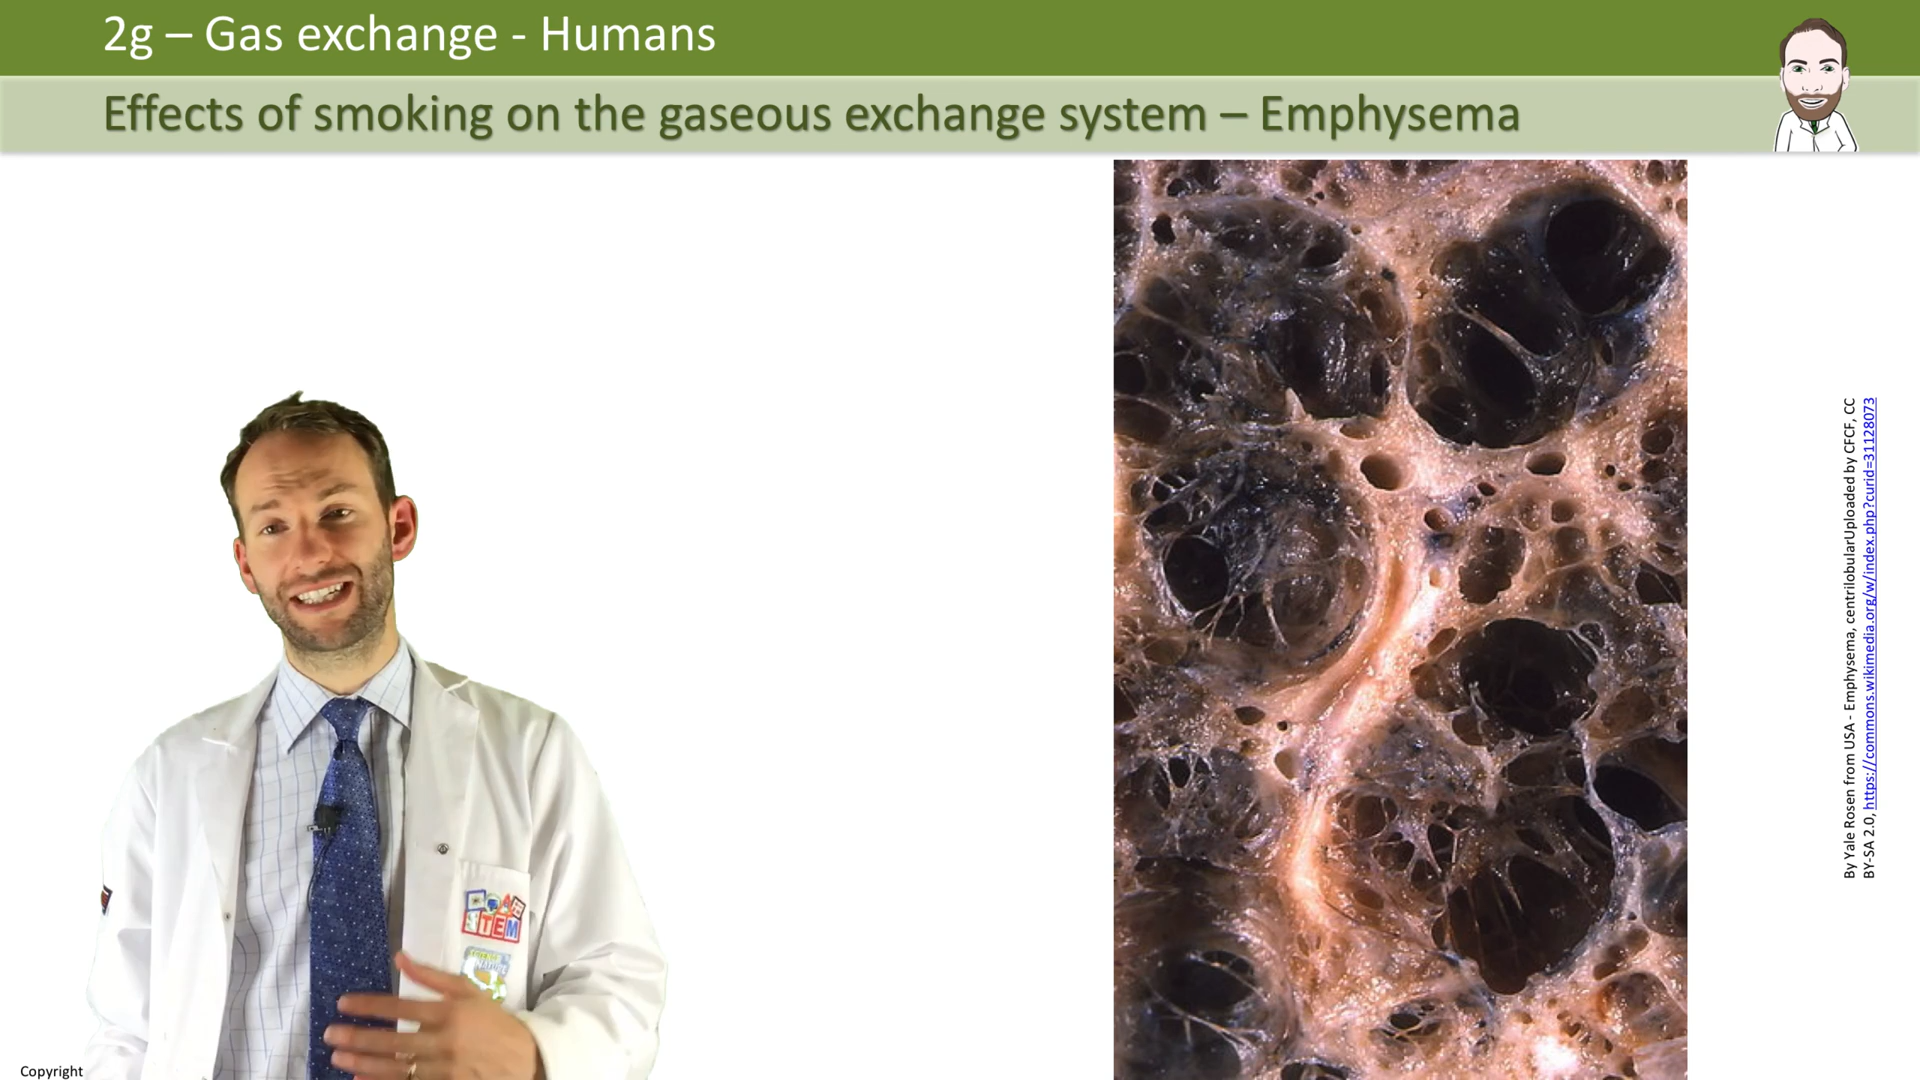 2g – Gas exchange - Humans
Effects of smoking on the gaseous exchange system – Emphysema
By Yale Rosen from USA - Emphysema, centrilobularUploaded by CFCF, CC
BY-SA 2.0, https://commons.wikimedia.org/w/index.php?curid=31128073
STEM
Copyright